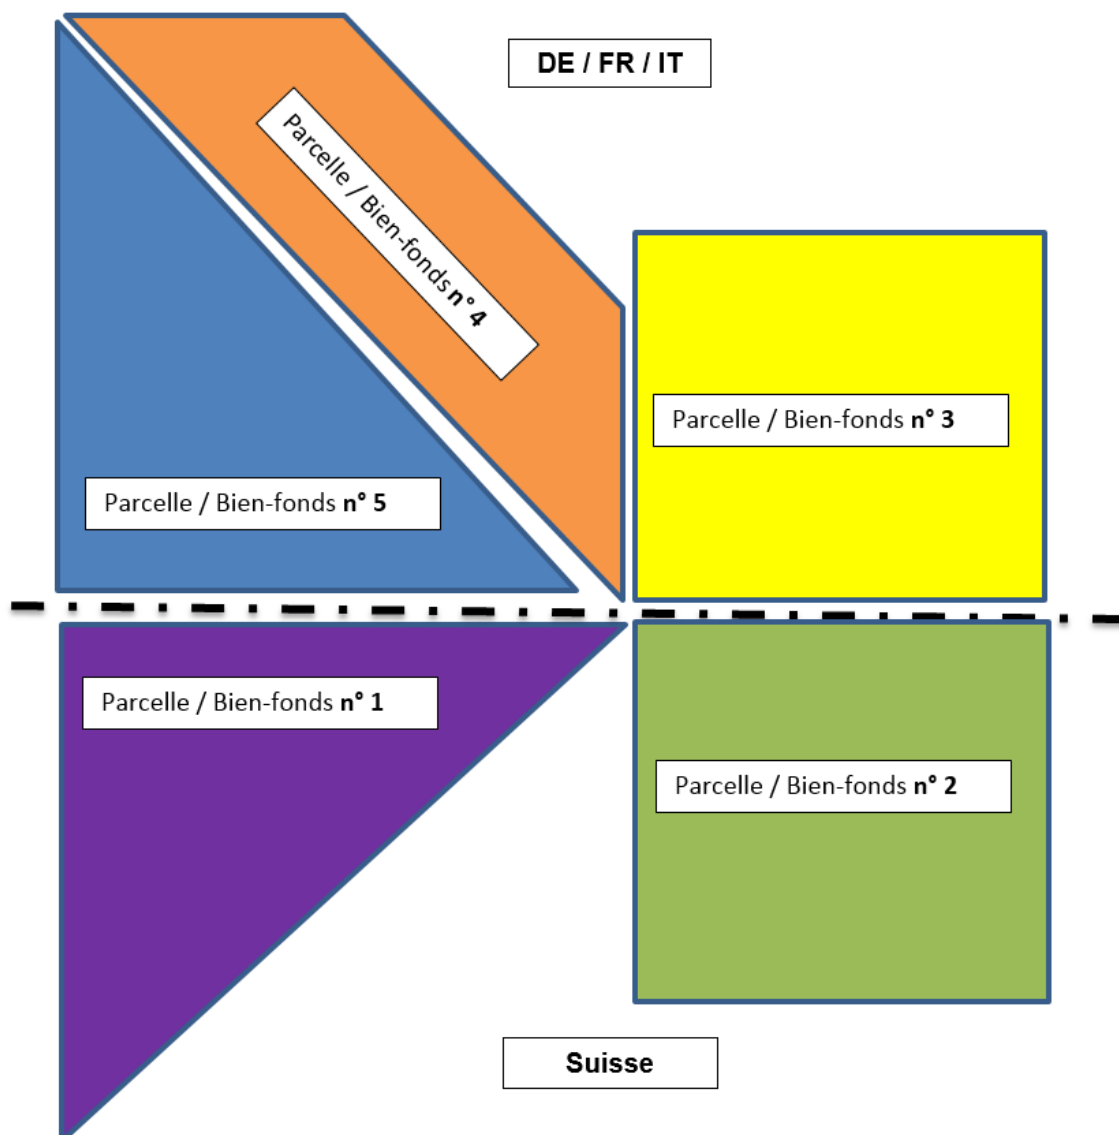 DE / FR / IT
Parcelle / Bien-fonds n° 4
Parcelle / Bien-fonds n° 3
Parcelle / Bien-fonds n° 5
Parcelle / Bien-fonds n° 1
Parcelle / Bien-fonds n° 2
Suisse